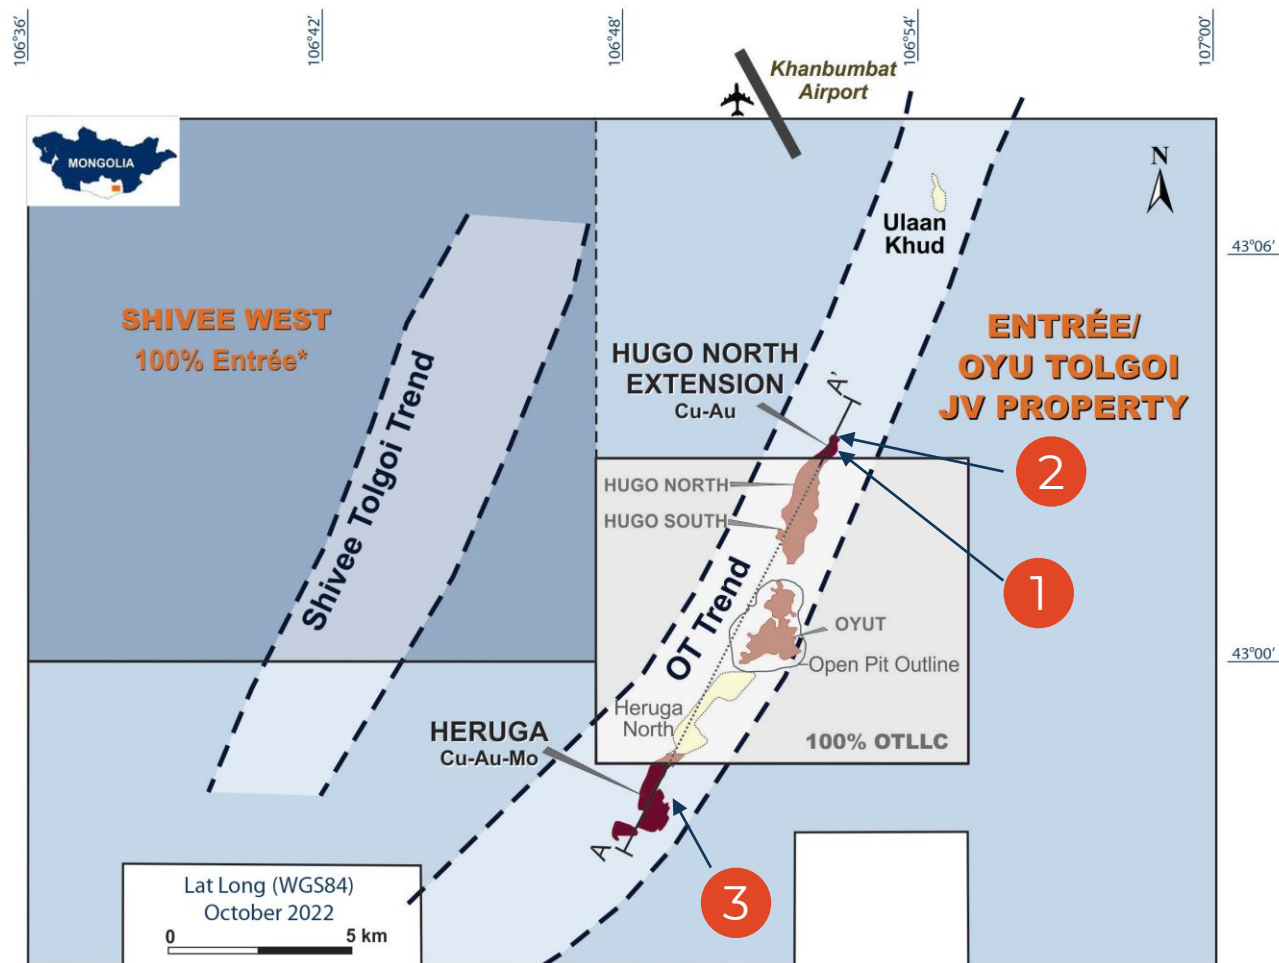 106°36'
106°42'
106°48'
106°54'
107°00'
Khanbumbat
Airport
MONGOLIA
N
Ulaan
Khud
43°06'
SHIVEE WEST
100% Entrée*
ENTRÉE/
OYU TOLGOI
JV PROPERTY
HUGO NORTH
EXTENSION
Cu-Au
A'
Shivee Tolgoi Trend
2
HUGO NORTH
HUGO SOUTH
1
OT Trend
OYUT
Open Pit Outline
43°00'
Heruga
North
HERUGA
Cu-Au-Mo
100% OTLLC
A
3
Lat Long (WGS84)
October 2022
0 5 km